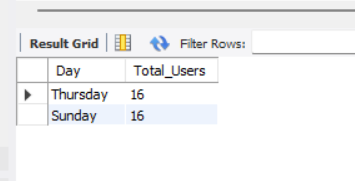 Result Grid Filter Rows:
Day Total_Users
Thursday 16
Sunday 16